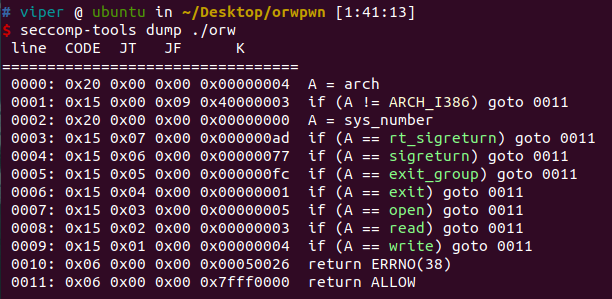 # viper @ ubuntu in ~/Desktop/orwpwn [1:41:13]
$ seccomp-tools dump ./orw
 line  CODE  JT   JF      K
=================================
 0000: 0x20 0x00 0x00 0x00000004  A = arch
 0001: 0x15 0x00 0x09 0x40000003  if (A != ARCH_I386) goto 0011
 0002: 0x20 0x00 0x00 0x00000000  A = sys_number
 0003: 0x15 0x07 0x00 0x000000ad  if (A == rt_sigreturn) goto 0011
 0004: 0x15 0x06 0x00 0x00000077  if (A == sigreturn) goto 0011
 0005: 0x15 0x05 0x00 0x000000fc  if (A == exit_group) goto 0011
 0006: 0x15 0x04 0x00 0x00000001  if (A == exit) goto 0011
 0007: 0x15 0x03 0x00 0x00000005  if (A == open) goto 0011
 0008: 0x15 0x02 0x00 0x00000003  if (A == read) goto 0011
 0009: 0x15 0x01 0x00 0x00000004  if (A == write) goto 0011
 0010: 0x06 0x00 0x00 0x00050026  return ERRNO(38)
 0011: 0x06 0x00 0x00 0x7fff0000  return ALLOW